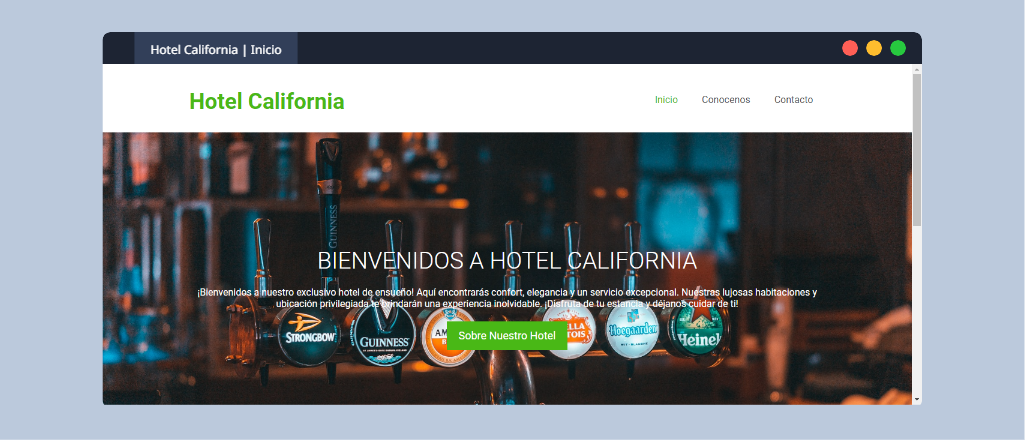 Hotel California | Inicio
Hotel California
Inicio
Conocenos
Contacto
GUINNESS
BIENVENIDOS A HOTEL CALIFORNIA
¡Bienvenidos a nuestro exclusivo hotel de ensueño! Aquí encontrarás confort, elegancia y un servicio excepcional. Nuestras lujosas habitaciones y
ubicación privilegiada te brindarán una experiencia inolvidable. ¡Disfruta de tu estancia y déjanos cuidar de ti!
STRONGBOW
GUINNESS
Sobre Nuestro Hotel
Hoegaarden
Heinek